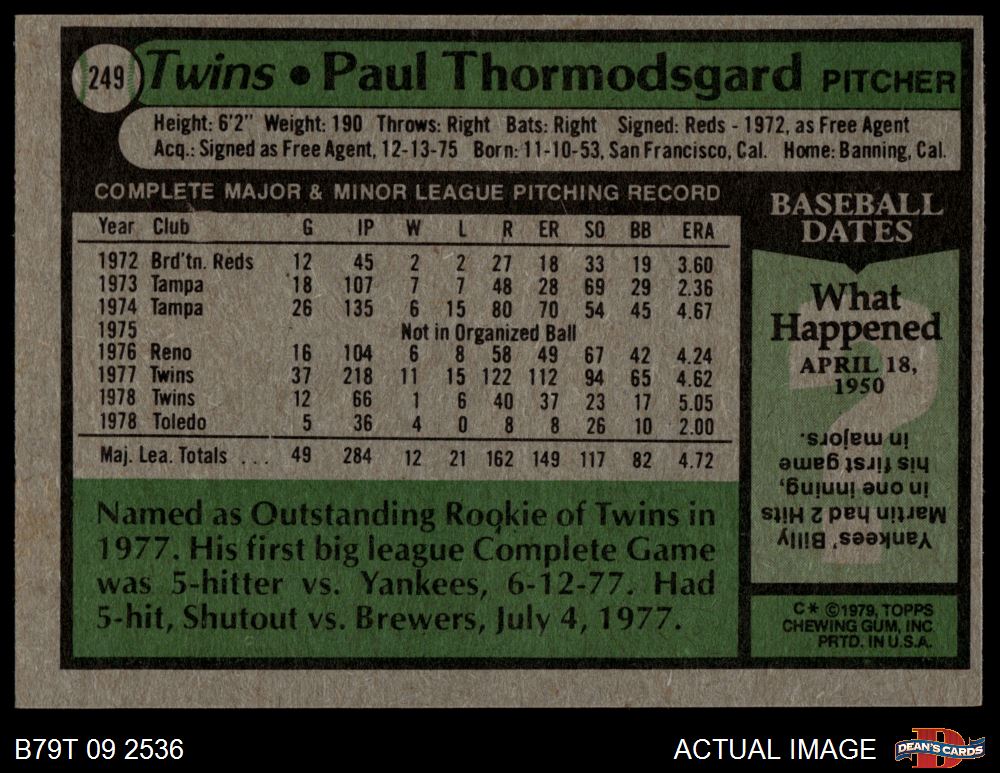 249
Twins • Paul Thormodsgard PITCHER
Height: 6'2" Weight: 190 Throws: Right Bats: Right Signed: Reds - 1972, as Free Agent
Acq.: Signed as Free Agent, 12-13-75 Born: 11-10-53, San Francisco, Cal. Home: Banning, Cal.
COMPLETE MAJOR & MINOR LEAGUE PITCHING RECORD
Year Club G IP W L R ER SO BB ERA
1972 Brd'tn. Reds 12 45 2 2 27 18 33 19 3.60
1973 Tampa 18 107 7 7 48 28 69 29 2.36
1974 Tampa 26 135 6 15 80 70 54 45 4.67
1975 Not in Organized Ball
1976 Reno 16 104 6 8 58 49 67 42 4.24
1977 Twins 37 218 11 15 122 112 94 65 4.62
1978 Twins 12 66 1 6 40 37 23 17 5.05
1978 Toledo 5 36 4 0 8 8 26 10 2.00
Maj. Lea. Totals ... 49 284 12 21 162 149 117 82 4.72
Named as Outstanding Rookie of Twins in
1977. His first big league Complete Game
was 5-hitter vs. Yankees, 6-12-77. Had
5-hit, Shutout vs. Brewers, July 4, 1977.
BASEBALL
DATES
What
Happened
APRIL 18,
1950
Yankees' Billy
Martin had 2 Hits
in one inning,
his first game
in majors.
C* ©1979, TOPPS
CHEWING GUM, INC
PRTD. IN U.S.A.
B79T 09 2536
ACTUAL IMAGE
D
DEAN'S CARDS